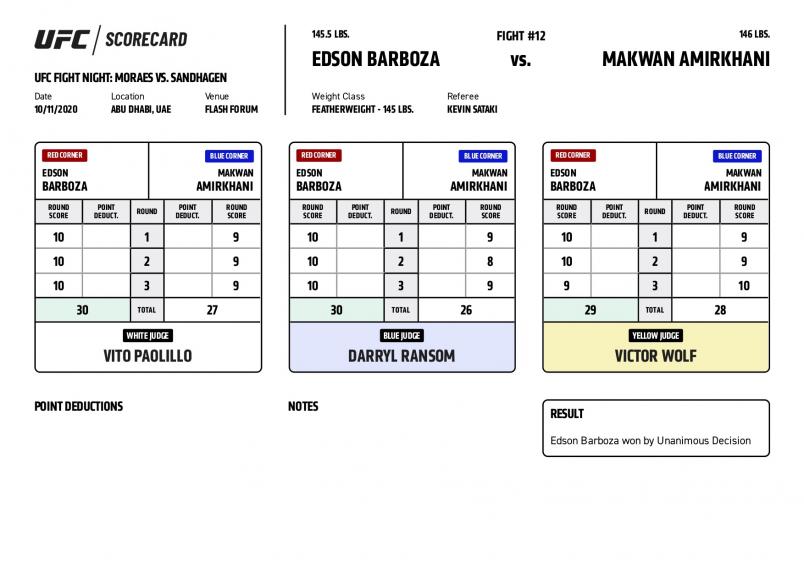 UFC / SCORECARD
UFC FIGHT NIGHT: MORAES VS. SANDHAGEN
Date Location Venue
10/11/2020 ABU DHABI, UAE FLASH FORUM
145.5 LBS. FIGHT #12 146 LBS.
EDSON BARBOZA VS. MAKWAN AMIRKHANI
Weight Class Referee
FEATHERWEIGHT - 145 LBS. KEVIN SATAKI
RED CORNER BLUE CORNER
EDSON MAKWAN
BARBOZA AMIRKHANI
ROUND SCORE POINT DEDUCT. ROUND POINT DEDUCT. ROUND SCORE
10 1 9
10 2 9
10 3 9
30 TOTAL 27
WHITE JUDGE
VITO PAOLILLO
RED CORNER BLUE CORNER
EDSON MAKWAN
BARBOZA AMIRKHANI
ROUND SCORE POINT DEDUCT. ROUND POINT DEDUCT. ROUND SCORE
10 1 9
10 2 8
10 3 9
30 TOTAL 26
BLUE JUDGE
DARRYL RANSOM
RED CORNER BLUE CORNER
EDSON MAKWAN
BARBOZA AMIRKHANI
ROUND SCORE POINT DEDUCT. ROUND POINT DEDUCT. ROUND SCORE
10 1 9
10 2 9
9 3 10
29 TOTAL 28
YELLOW JUDGE
VICTOR WOLF
POINT DEDUCTIONS
NOTES
RESULT
Edson Barboza won by Unanimous Decision